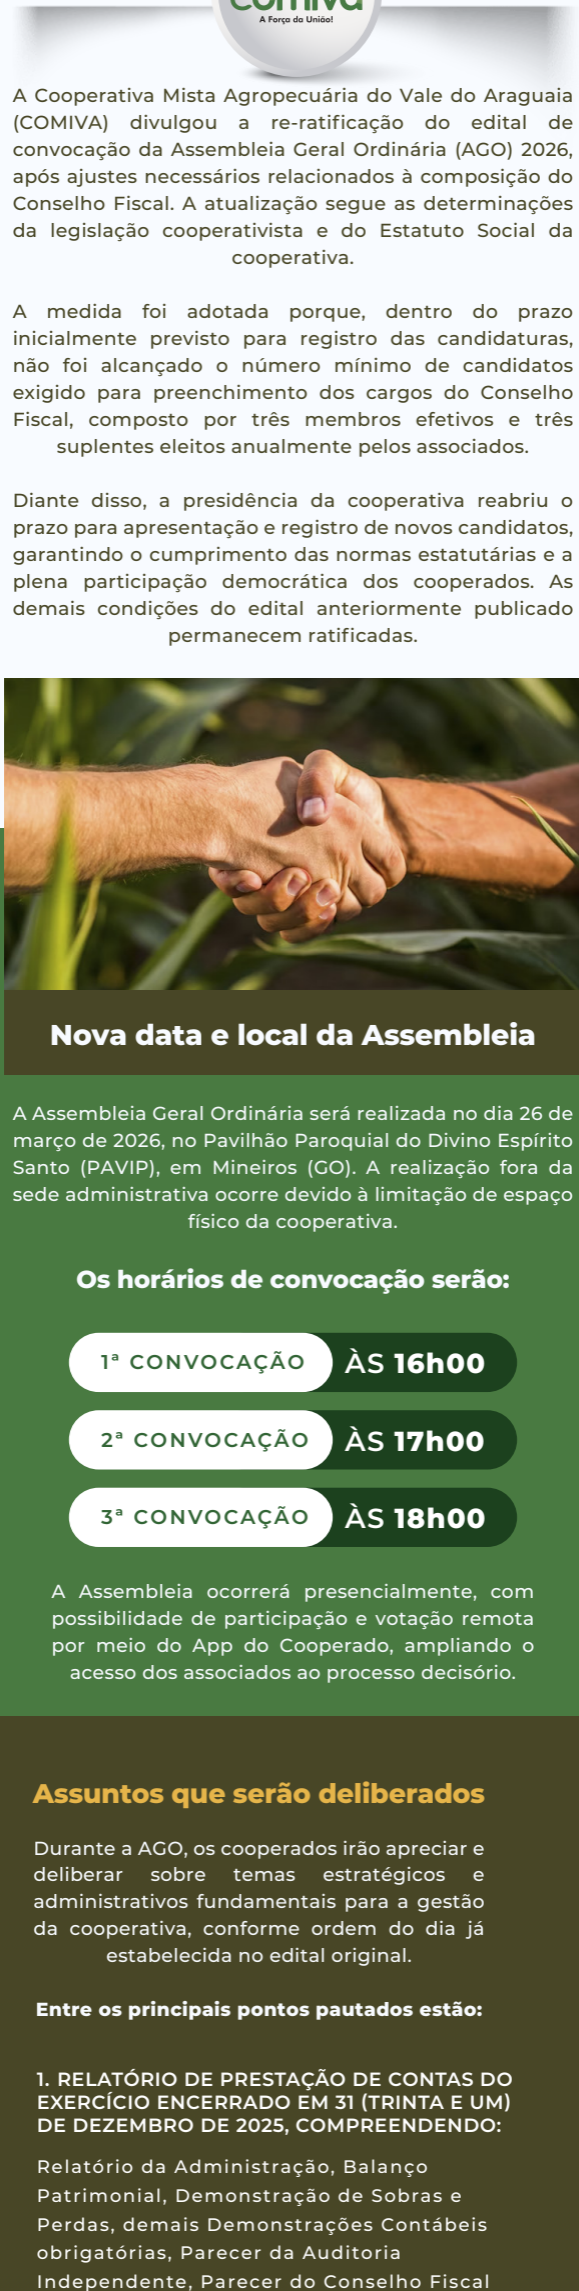 comiva
A Força da União!
A Cooperativa Mista Agropecuária do Vale do Araguaia
(COMIVA) divulgou a re-ratificação do edital de
convocação da Assembleia Geral Ordinária (AGO) 2026,
após ajustes necessários relacionados à composição do
Conselho Fiscal. A atualização segue as determinações
da legislação cooperativista e do Estatuto Social da
cooperativa.
A medida foi adotada porque, dentro do prazo
inicialmente previsto para registro das candidaturas,
não foi alcançado o número mínimo de candidatos
exigido para preenchimento dos cargos do Conselho
Fiscal, composto por três membros efetivos e três
suplentes eleitos anualmente pelos associados.
Diante disso, a presidência da cooperativa reabriu o
prazo para apresentação e registro de novos candidatos,
garantindo o cumprimento das normas estatutárias e a
plena participação democrática dos cooperados. As
demais condições do edital anteriormente publicado
permanecem ratificadas.
Nova data e local da Assembleia
A Assembleia Geral Ordinária será realizada no dia 26 de
março de 2026, no Pavilhão Paroquial do Divino Espírito
Santo (PAVIP), em Mineiros (GO). A realização fora da
sede administrativa ocorre devido à limitação de espaço
físico da cooperativa.
Os horários de convocação serão:
1ª CONVOCAÇÃO ÀS 16h00
2ª CONVOCAÇÃO ÀS 17h00
3ª CONVOCAÇÃO ÀS 18h00
A Assembleia ocorrerá presencialmente, com
possibilidade de participação e votação remota
por meio do App do Cooperado, ampliando o
acesso dos associados ao processo decisório.
Assuntos que serão deliberados
Durante a AGO, os cooperados irão apreciar e
deliberar sobre temas estratégicos e
administrativos fundamentais para a gestão
da cooperativa, conforme ordem do dia já
estabelecida no edital original.
Entre os principais pontos pautados estão:
1. RELATÓRIO DE PRESTAÇÃO DE CONTAS DO
EXERCÍCIO ENCERRADO EM 31 (TRINTA E UM)
DE DEZEMBRO DE 2025, COMPREENDENDO:
Relatório da Administração, Balanço
Patrimonial, Demonstração de Sobras e
Perdas, demais Demonstrações Contábeis
obrigatórias, Parecer da Auditoria
Independente, Parecer do Conselho Fiscal